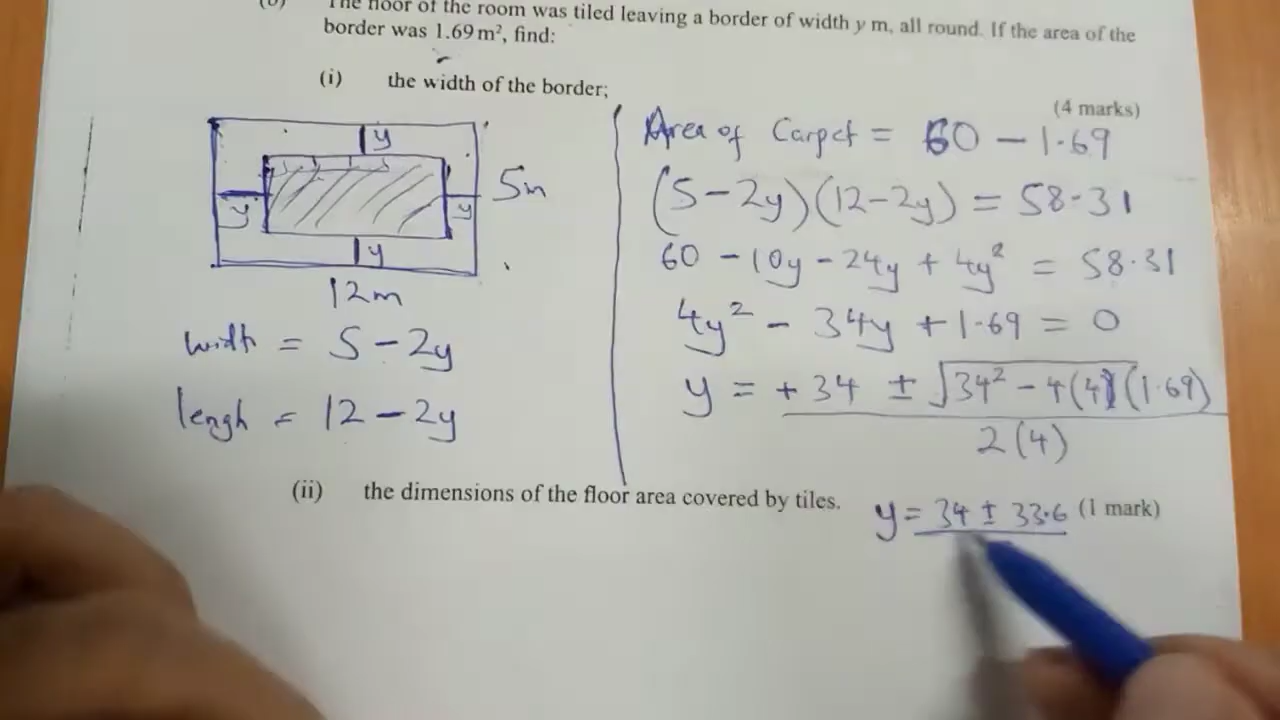 (b) The floor of the room was tiled leaving a border of width y m, all round. If the area of the
border was 1.69 m², find:
(i) the width of the border;
(4 marks)
y
y
y
y
5m
12m
width = 5 - 2y
lengh = 12 - 2y
Area of Carpet = 60 - 1.69
(5-2y)(12-2y) = 58.31
60 - 10y - 24y + 4y² = 58.31
4y² - 34y + 1.69 = 0
y = +34 ± √34² - 4(4)(1.69)
2(4)
(ii) the dimensions of the floor area covered by tiles. (1 mark)
y = 34 ± 33.6